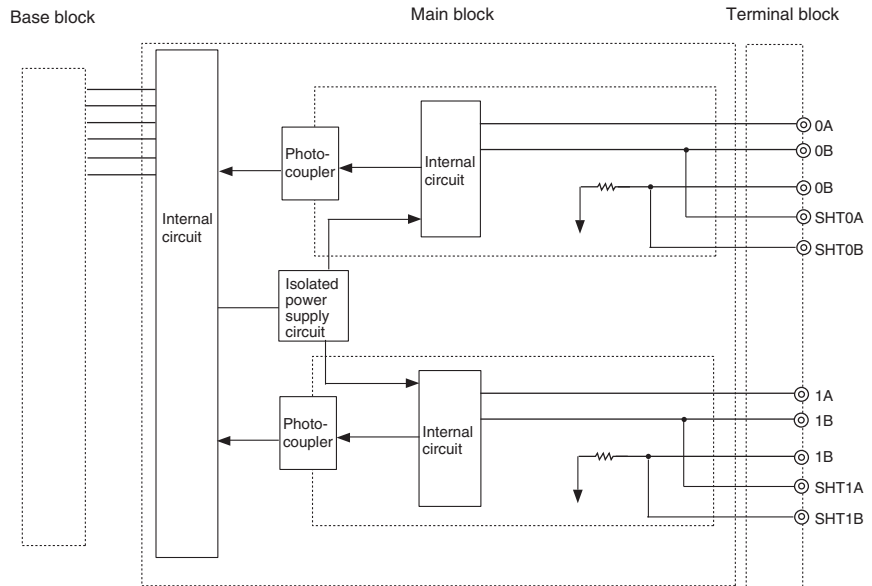 Base block
Main block
Terminal block
Internal
circuit
Photo-
coupler
Internal
circuit
Isolated
power
supply
circuit
Photo-
coupler
Internal
circuit
0A
0B
0B
SHT0A
SHT0B
1A
1B
1B
SHT1A
SHT1B